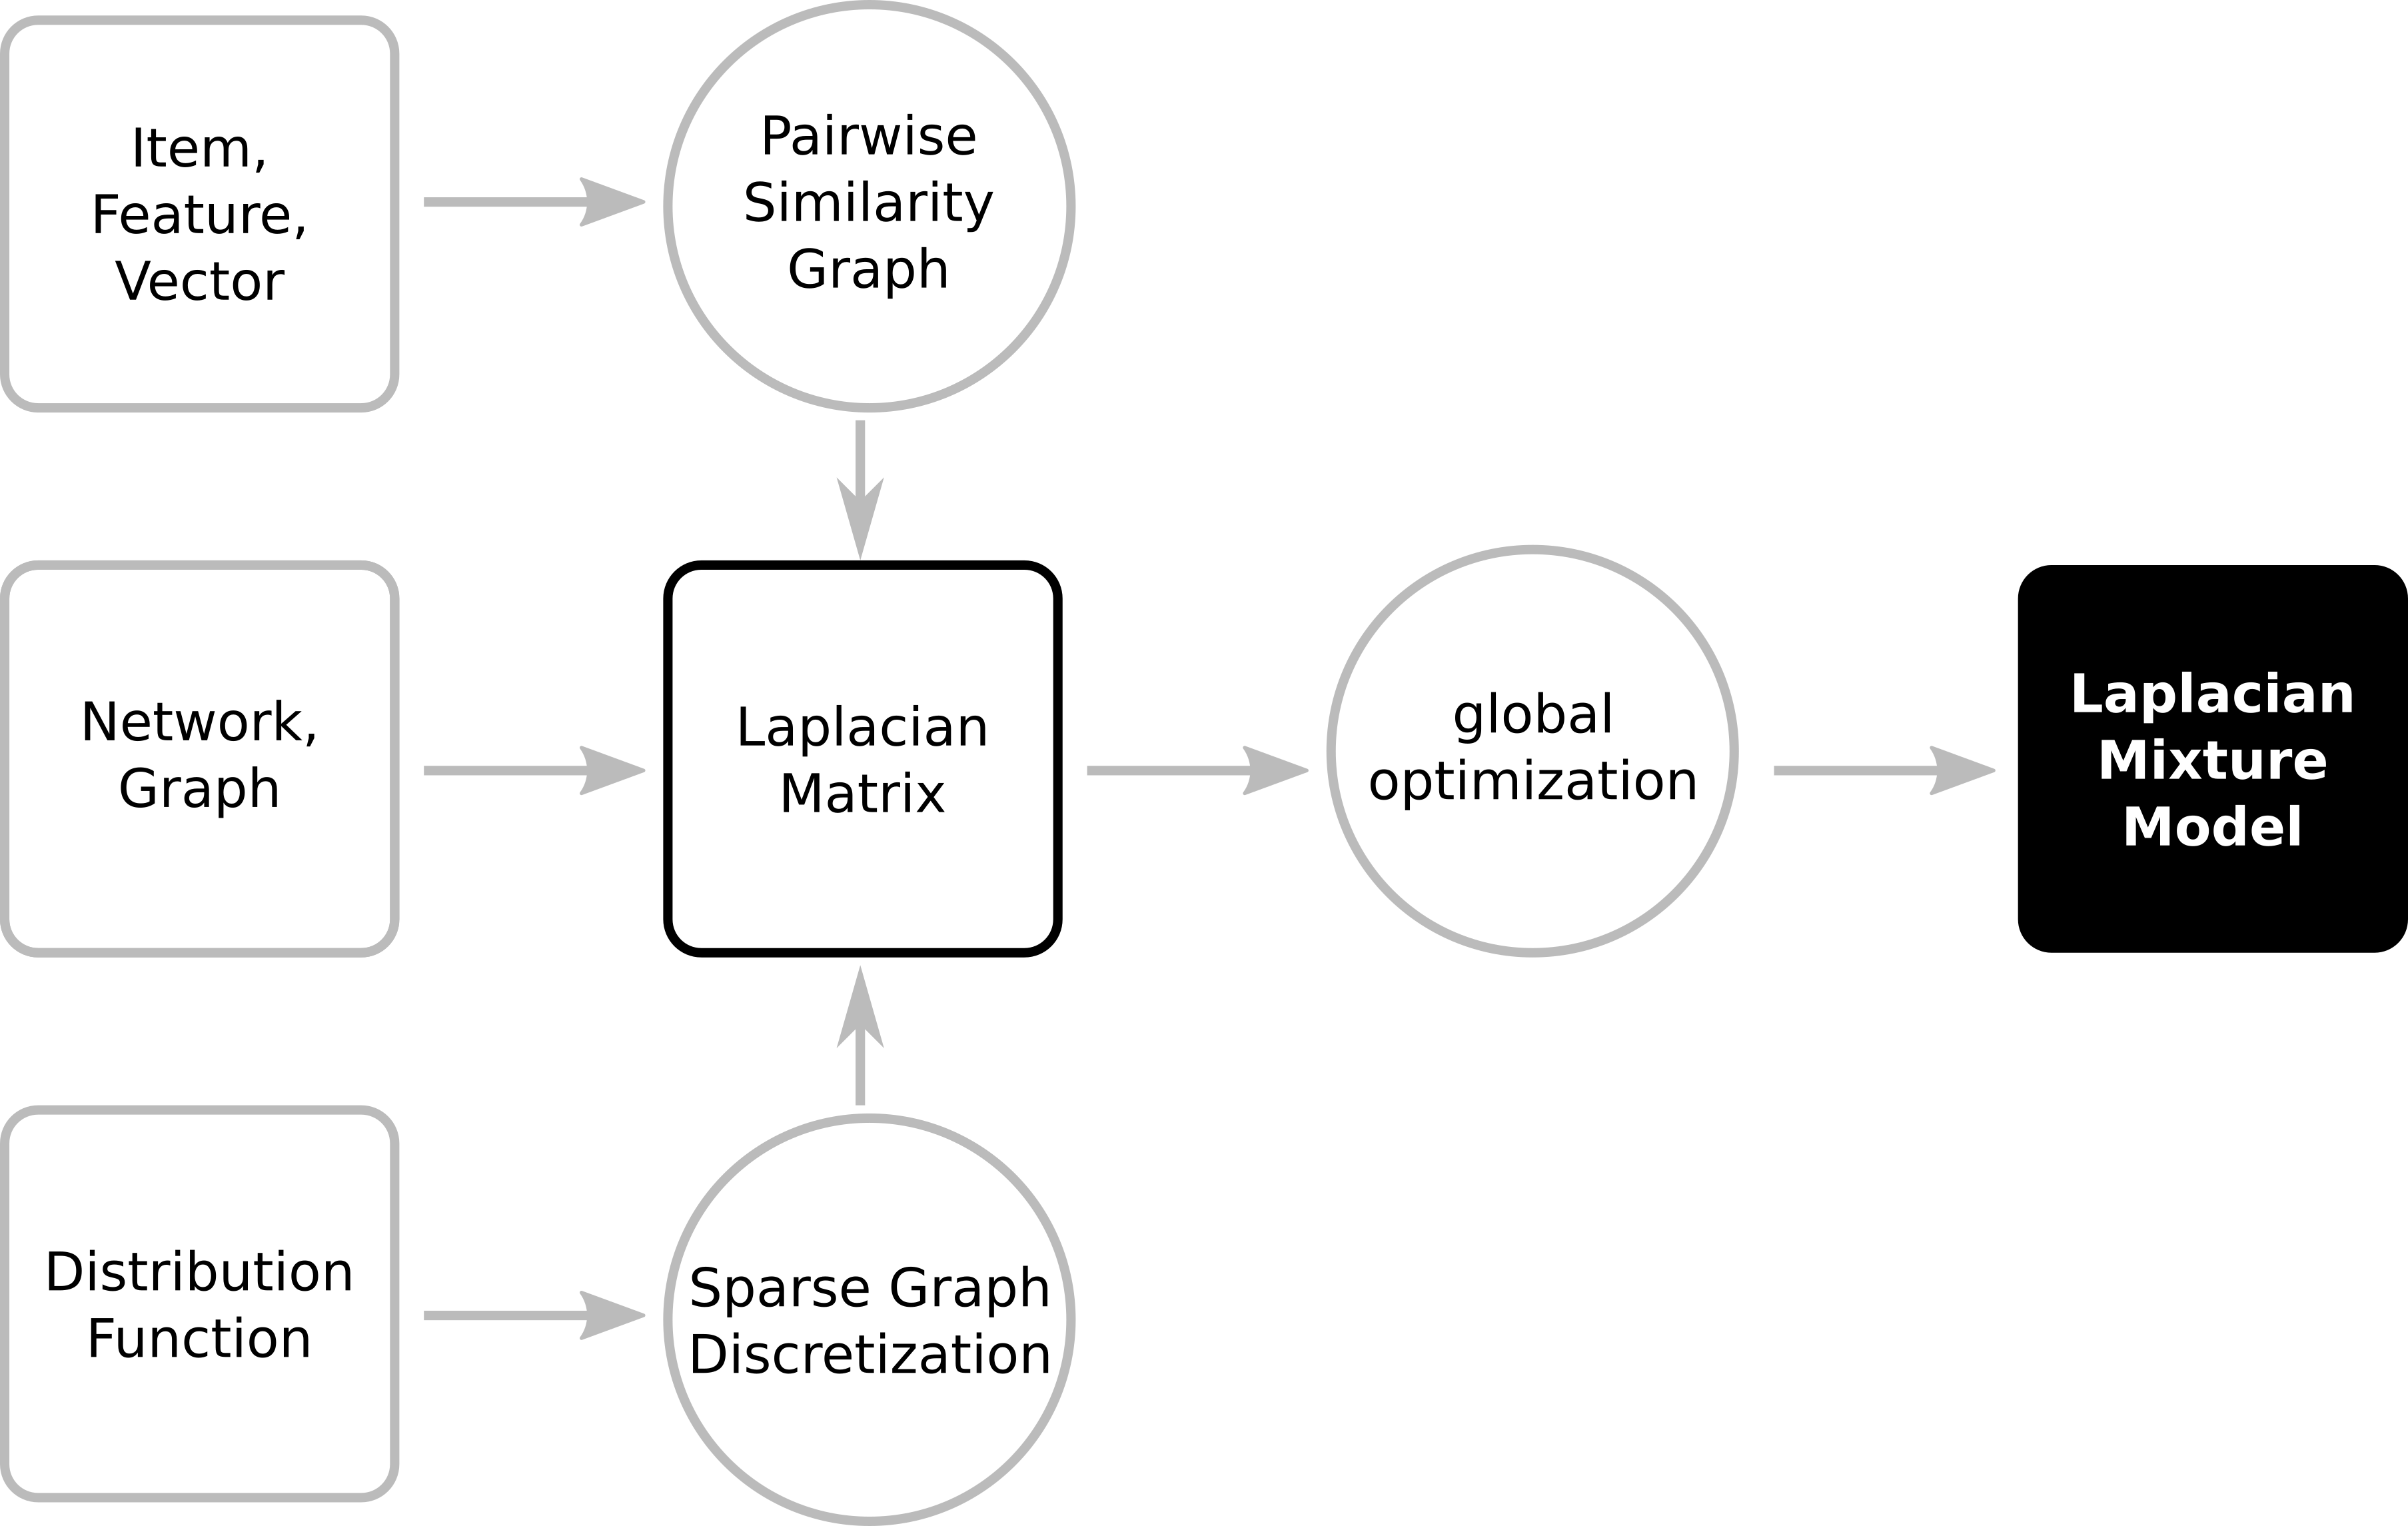 Item,
Feature,
Vector
Pairwise
Similarity
Graph
Network,
Graph
Laplacian
Matrix
global
optimization
Laplacian
Mixture
Model
Distribution
Function
Sparse Graph
Discretization